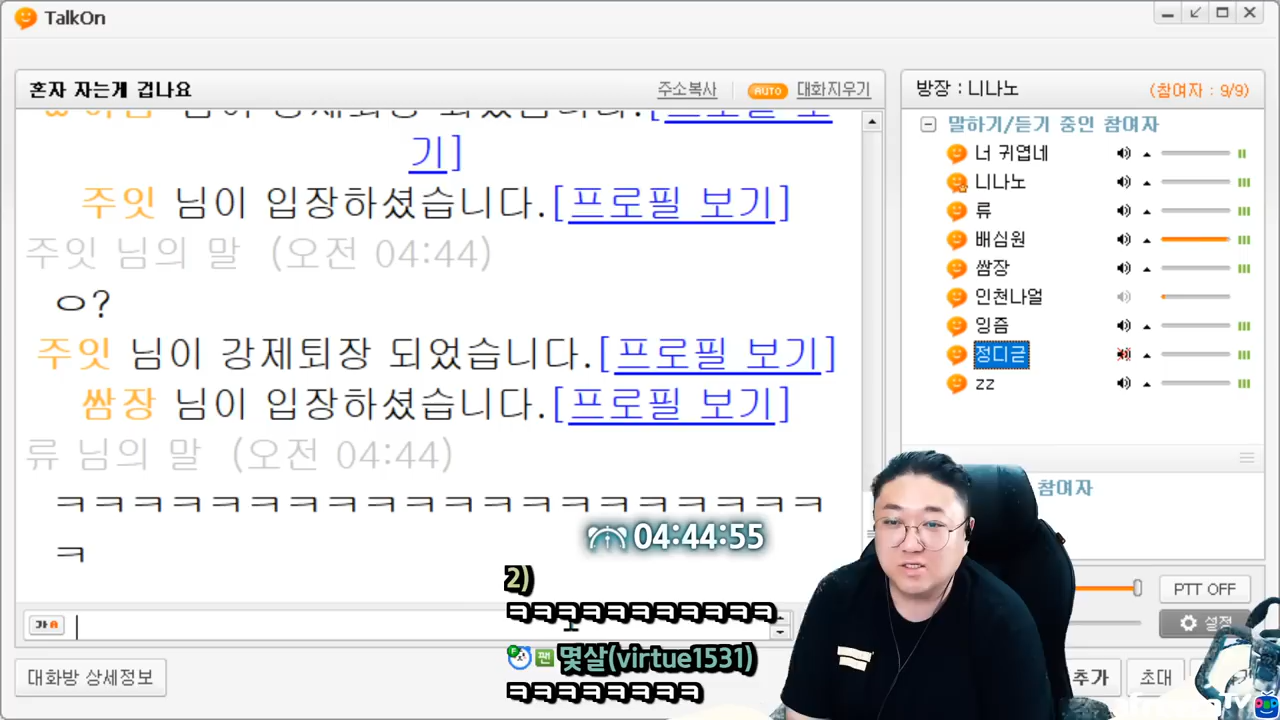 TalkOn
혼자 자는게 겁나요
주소복사
AUTO
대화지우기
기]
주잇 님이 입장하셨습니다.[프로필 보기]
주잇 님의 말 (오전 04:44)
ㅇ?
주잇 님이 강제퇴장 되었습니다.[프로필 보기]
쌈장 님이 입장하셨습니다.[프로필 보기]
류 님의 말 (오전 04:44)
ㅋㅋㅋㅋㅋㅋㅋㅋㅋㅋㅋㅋㅋㅋㅋㅋㅋㅋㅋㅋ
ㅋ
가A
대화방 상세정보
방장 : 니나노
(참여자 : 9/9)
말하기/듣기 중인 참여자
너 귀엽네
니나노
류
배심원
쌈장
인천나얼
잉즘
정디금
zz
참여자
PTT OFF
설정
추가
초대
04:44:55
2)
ㅋㅋㅋㅋㅋㅋㅋㅋㅋㅋㅋ
팬 몇살(virtue1531)
ㅋㅋㅋㅋㅋㅋㅋㅋ